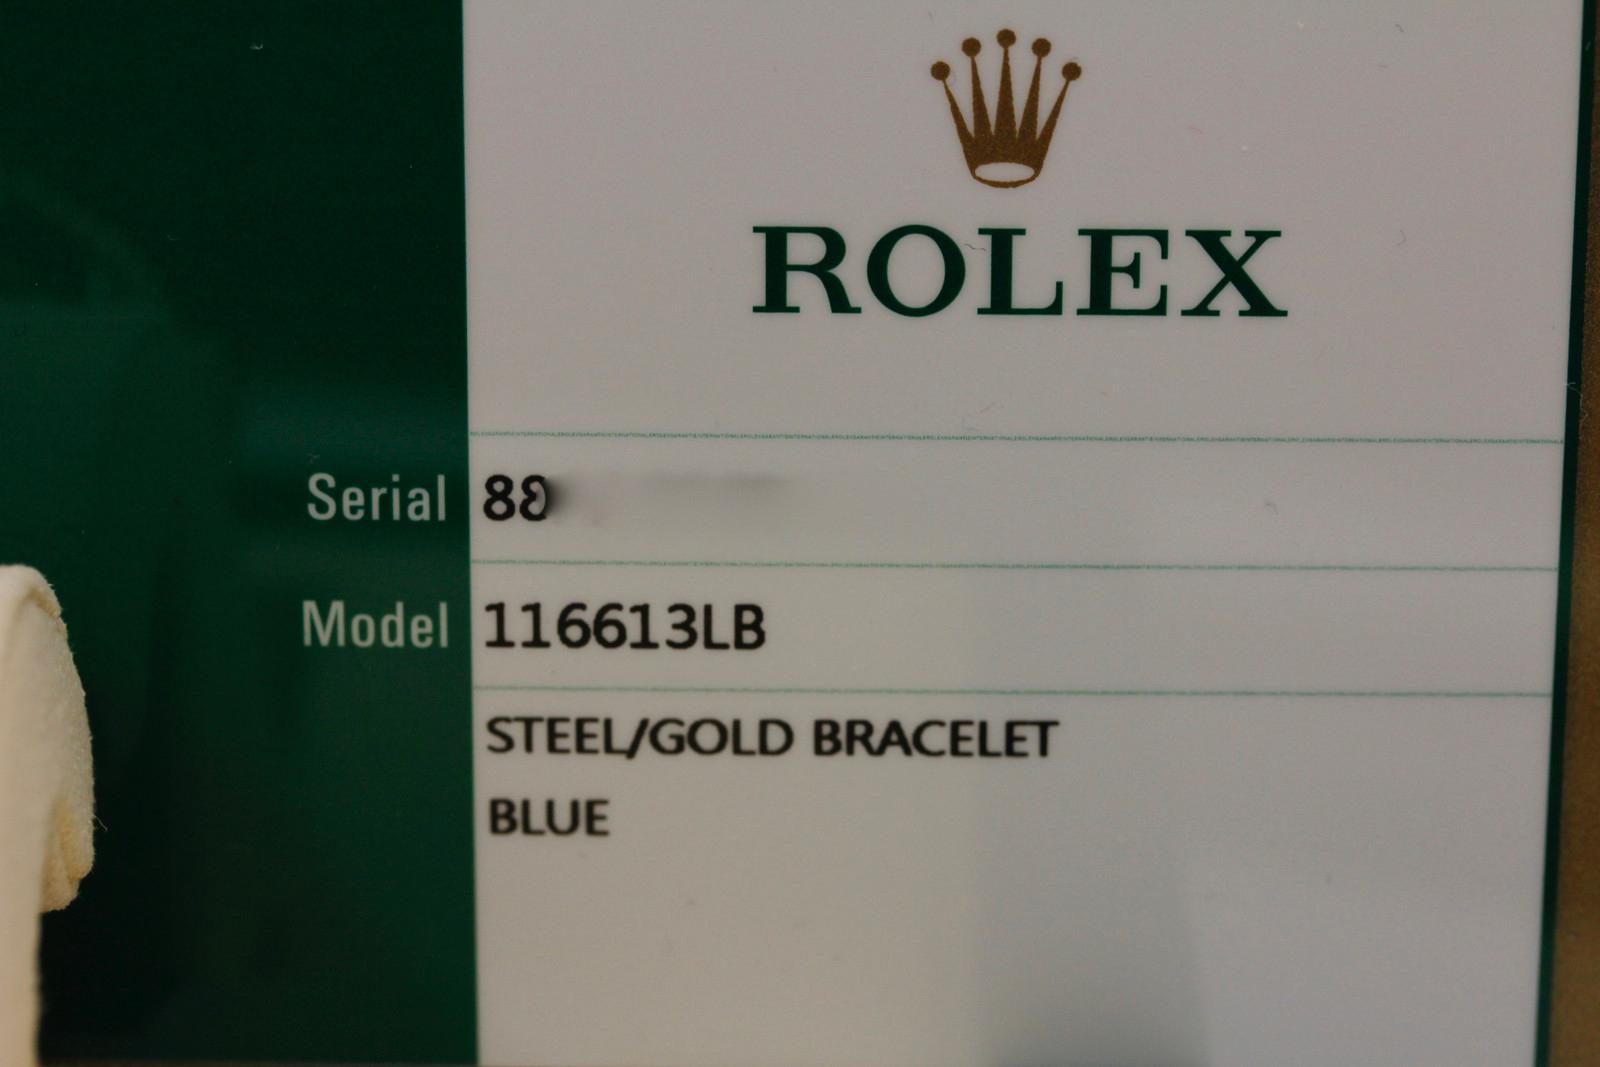 ROLEX
Serial 88
Model 116613LB
STEEL/GOLD BRACELET
BLUE